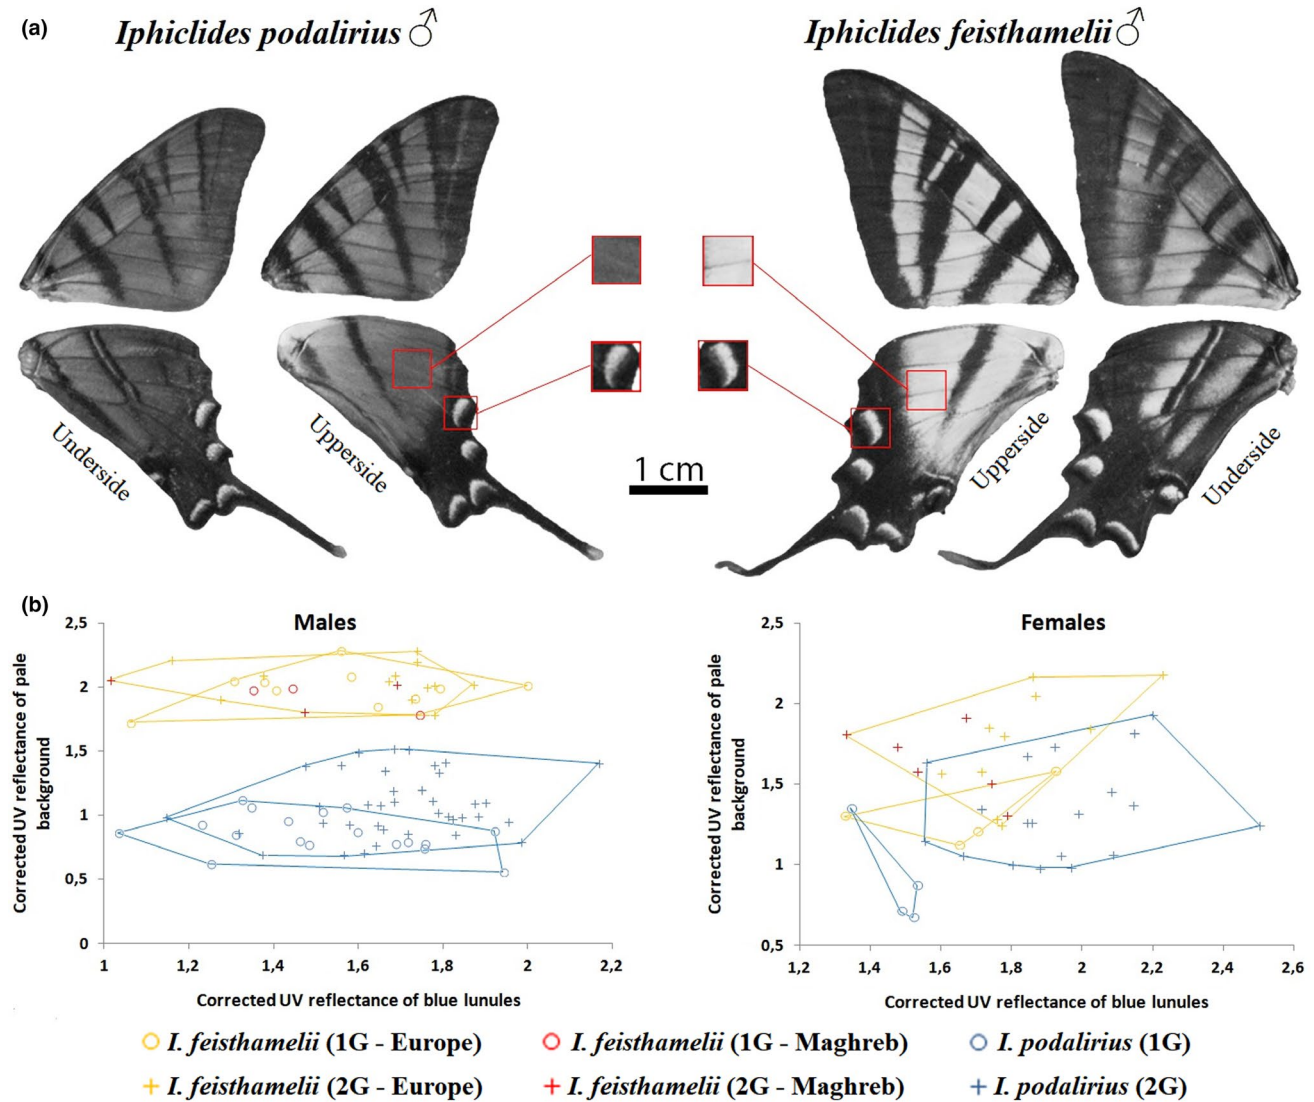 (a)
Iphiclides podalirius ♂
Iphiclides feisthamelii ♂
Underside
Upperside
1 cm
Upperside
Underside
(b)
Males
Corrected UV reflectance of pale
background
2,5
2
1,5
1
0,5
0
1 1,2 1,4 1,6 1,8 2 2,2
Corrected UV reflectance of blue lunules
Females
Corrected UV reflectance of pale
background
2,5
2
1,5
1
0,5
1,2 1,4 1,6 1,8 2 2,2 2,4 2,6
Corrected UV reflectance of blue lunules
I. feisthamelii (1G - Europe)
I. feisthamelii (1G - Maghreb)
I. podalirius (1G)
I. feisthamelii (2G - Europe)
I. feisthamelii (2G - Maghreb)
I. podalirius (2G)